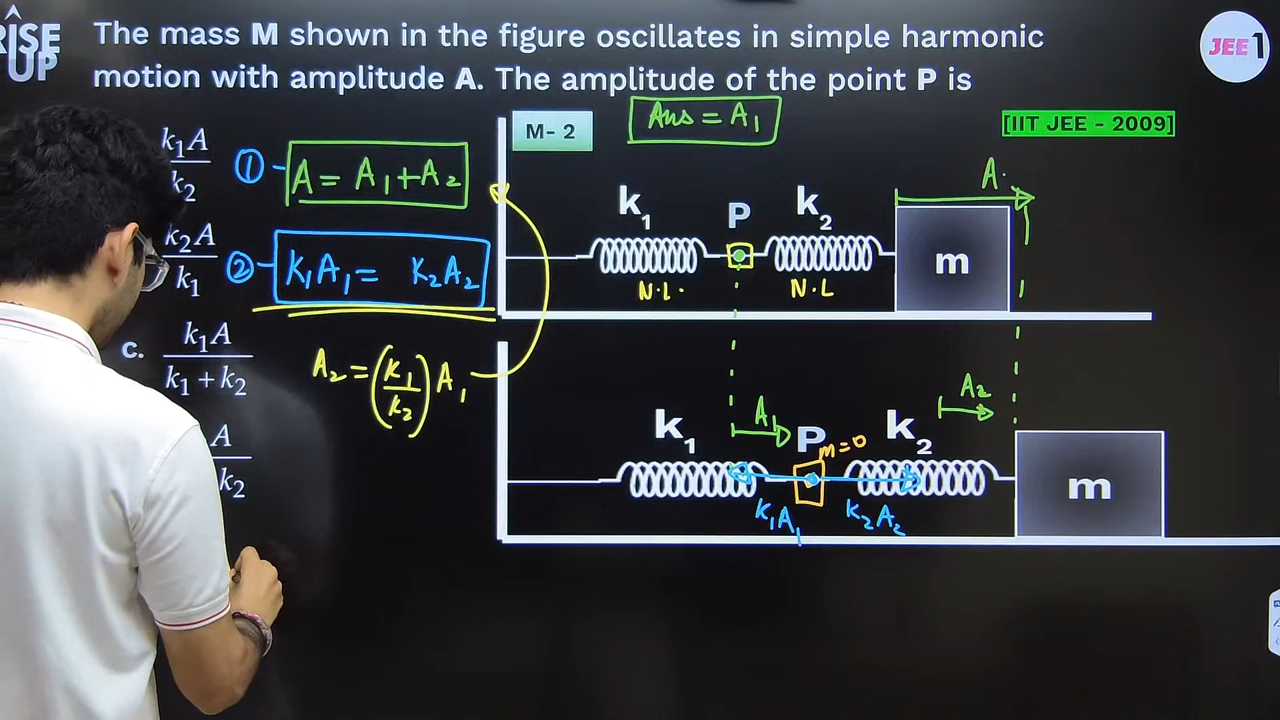 RISE
UP
The mass M shown in the figure oscillates in simple harmonic
motion with amplitude A. The amplitude of the point P is
JEE1
M- 2
Ans = A₁
[IIT JEE - 2009]
k₁A
k₂
① A = A₁+A₂
k₂A
k₁
② K₁A₁ = K₂A₂
c. k₁A
k₁ + k₂
A₂ = (K₁/K₂) A₁
A
k₂
k₁
P
k₂
A.
m
N.L.
N.L
A₁
A₂
k₁
P
m=0
k₂
m
K₁A₁
K₂A₂